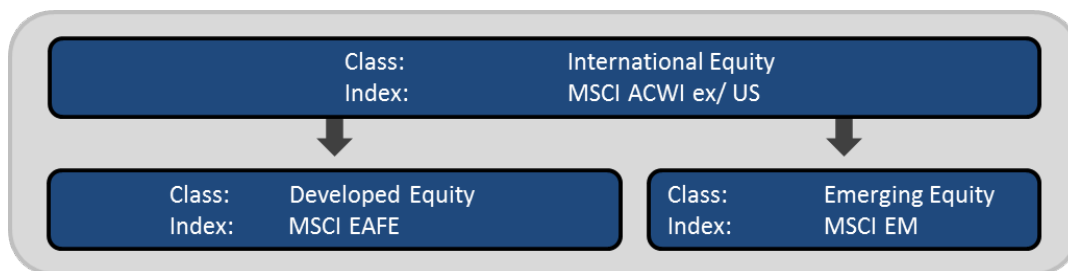 Class: International Equity
Index: MSCI ACWI ex/ US
Class: Developed Equity
Index: MSCI EAFE
Class: Emerging Equity
Index: MSCI EM